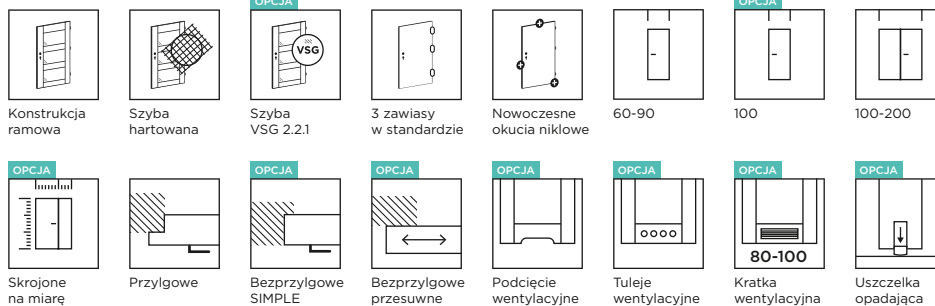 OPCJA
OPCJA
VSG
Konstrukcja
ramowa
Szyba
hartowana
Szyba
VSG 2.2.1
3 zawiasy
w standardzie
Nowoczesne
okucia niklowe
60-90
100
100-200
OPCJA
OPCJA
OPCJA
OPCJA
OPCJA
OPCJA
OPCJA
80-100
Skrojone
na miarę
Przylgowe
Bezprzylgowe
SIMPLE
Bezprzylgowe
przesuwne
Podcięcie
wentylacyjne
Tuleje
wentylacyjne
Kratka
wentylacyjna
Uszczelka
opadająca